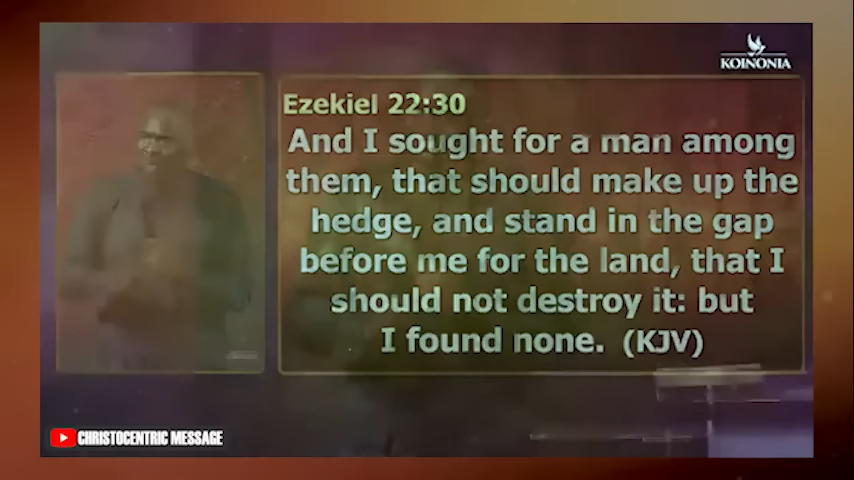 KOINONIA
Ezekiel 22:30
And I sought for a man among
them, that should make up the
hedge, and stand in the gap
before me for the land, that I
should not destroy it: but
I found none. (KJV)
CHRISTOCENTRIC MESSAGE